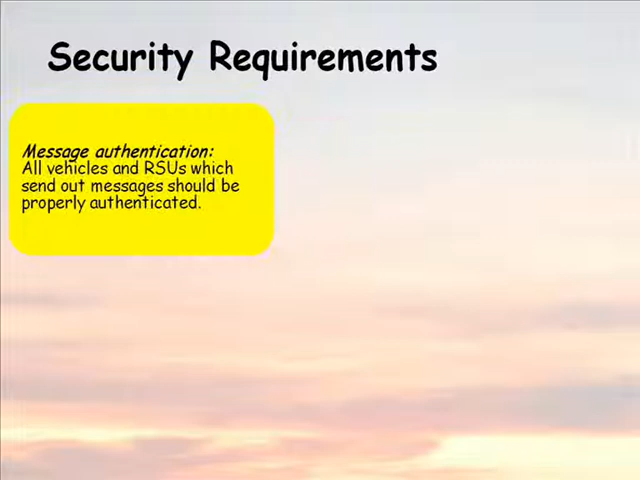 Security Requirements
Message authentication:
All vehicles and RSUs which
send out messages should be
properly authenticated.